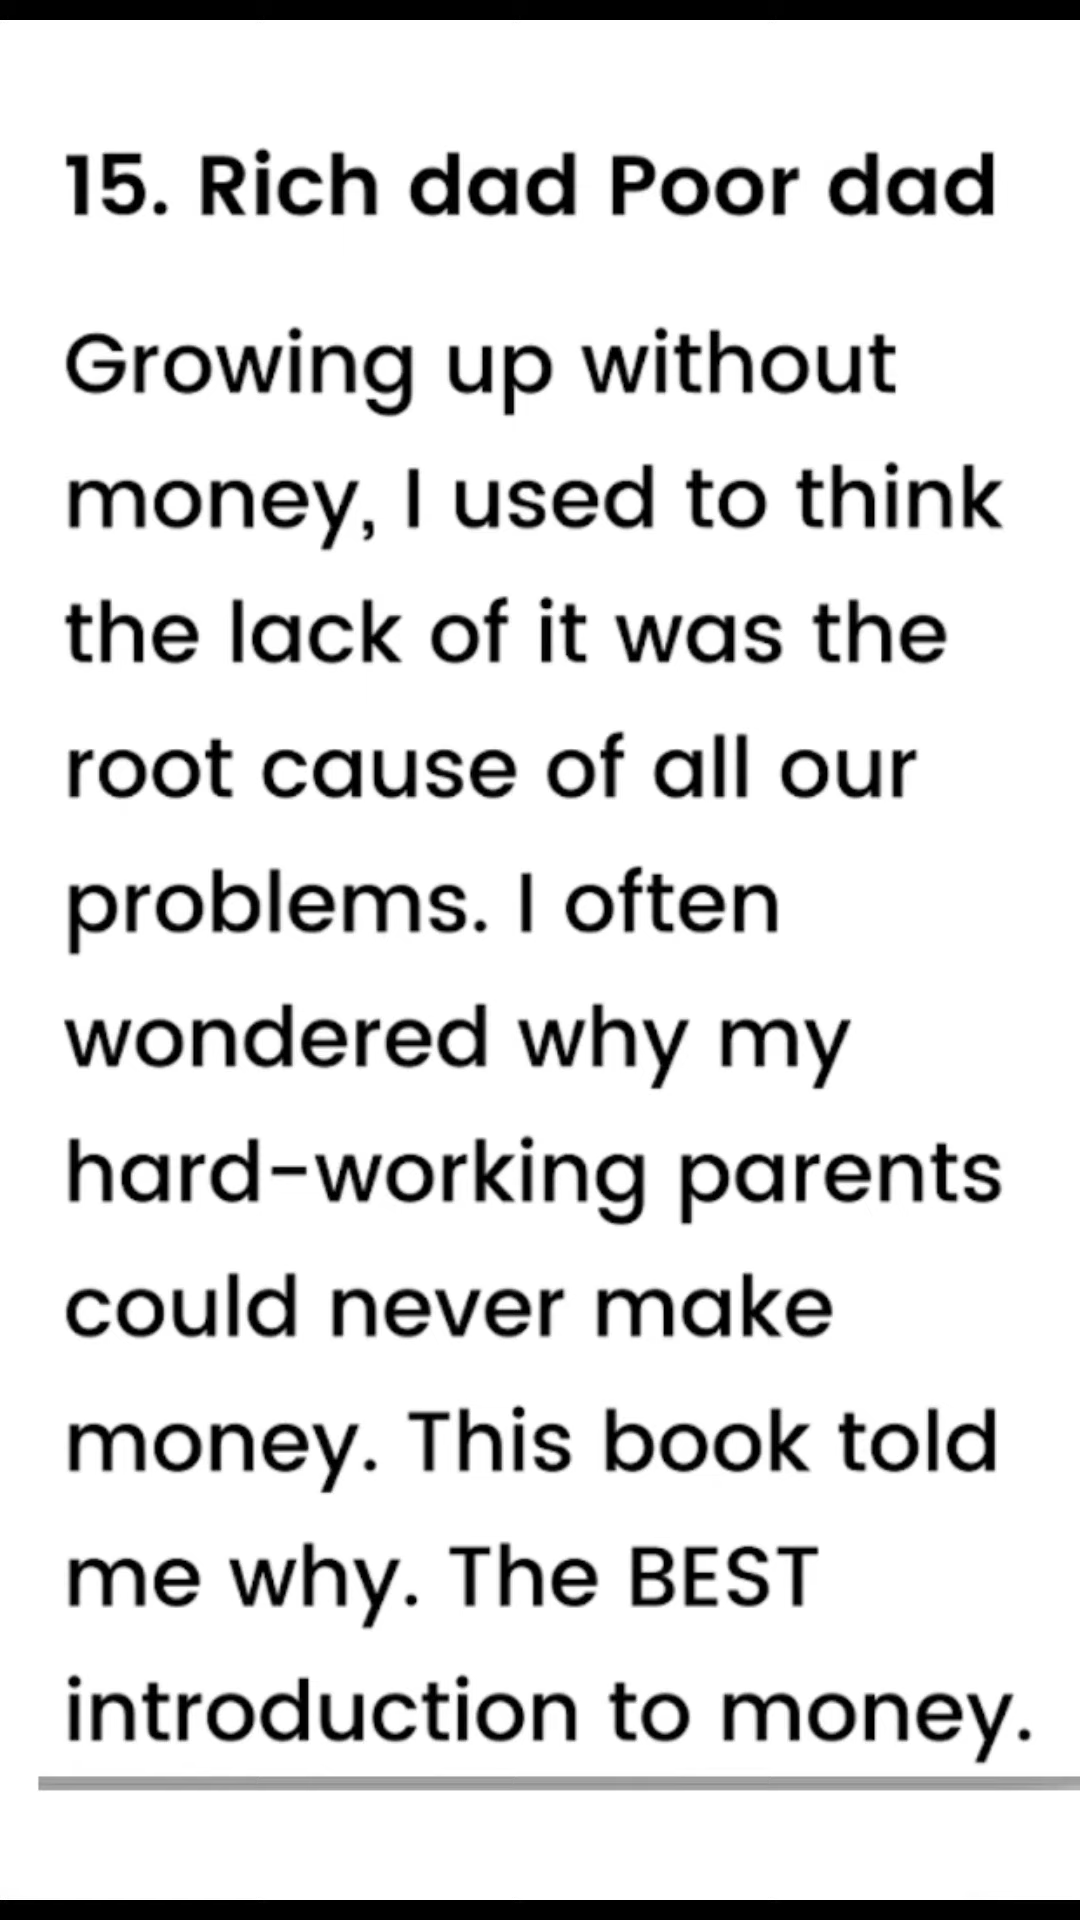 15. Rich dad Poor dad
Growing up without
money, I used to think
the lack of it was the
root cause of all our
problems. I often
wondered why my
hard-working parents
could never make
money. This book told
me why. The BEST
introduction to money.